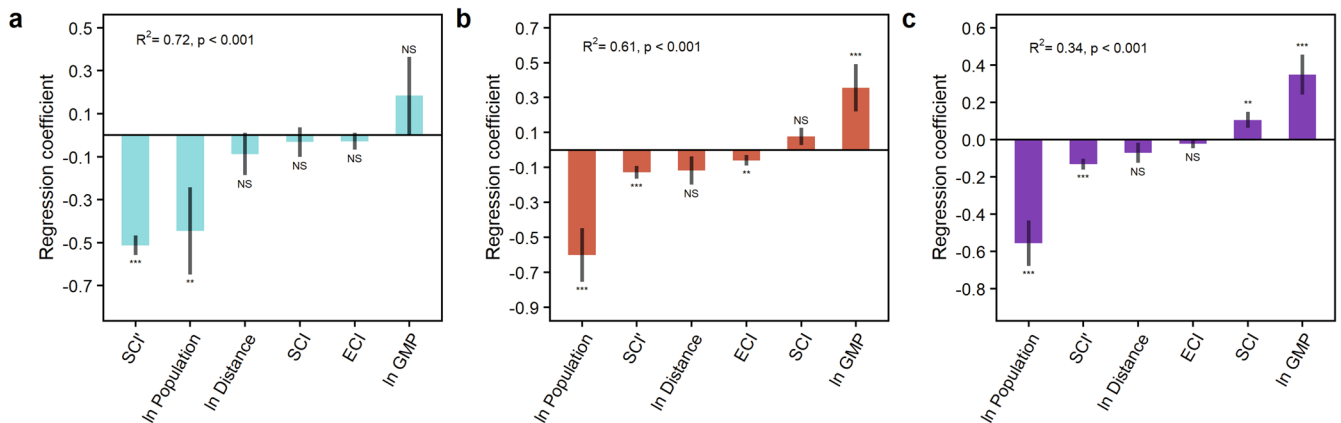 a
Regression coefficient
0.5
0.3
0.1
-0.1
-0.3
-0.5
-0.7
R²= 0.72, p < 0.001
***
**
NS
NS
NS
NS
SCI'
ln Population
ln Distance
SCI
ECI
ln GMP
b
Regression coefficient
0.7
0.5
0.3
0.1
-0.1
-0.3
-0.5
-0.7
-0.9
R²= 0.61, p < 0.001
***
***
NS
**
NS
***
ln Population
SCI'
ln Distance
ECI
SCI
ln GMP
c
Regression coefficient
0.6
0.4
0.2
0.0
-0.2
-0.4
-0.6
-0.8
R²= 0.34, p < 0.001
***
***
NS
NS
**
***
ln Population
SCI'
ln Distance
ECI
SCI
ln GMP